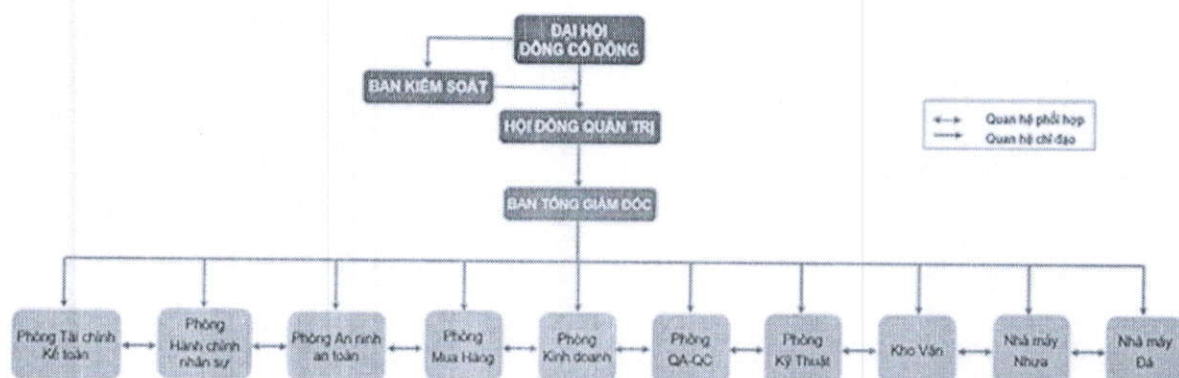 ĐẠI HỘI
ĐỒNG CỔ ĐÔNG
BAN KIỂM SOÁT
HỘI ĐỒNG QUẢN TRỊ
Quan hệ phối hợp
Quan hệ chỉ đạo
BAN TỔNG GIÁM ĐỐC
Phòng Tài chính
Kế toán
Phòng
Hành chính
nhân sự
Phòng An ninh
an toàn
Phòng
Mua Hàng
Phòng
Kinh doanh
Phòng
QA-QC
Phòng
Kỹ Thuật
Kho Vận
Nhà máy
Nhựa
Nhà máy
Đá